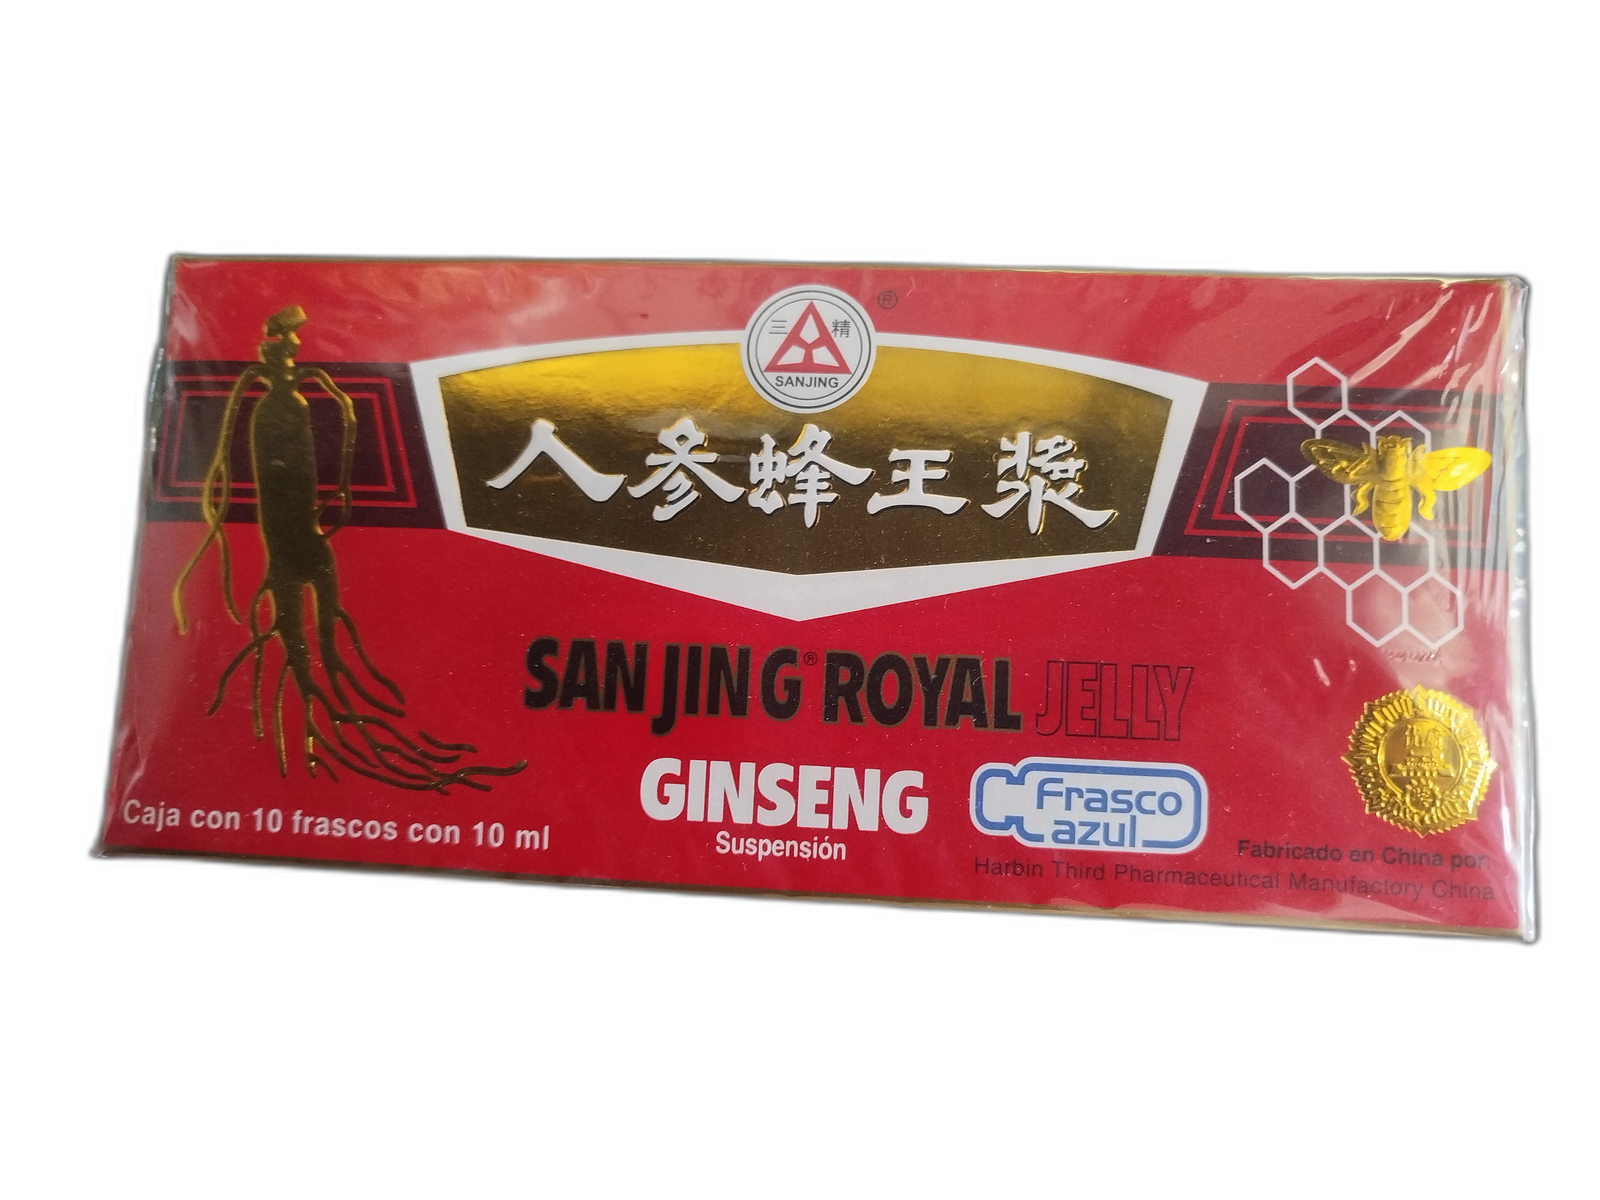 三 精
SANJING
®
人参蜂王漿
SAN JING® ROYAL JELLY
GINSENG
Suspensión
Frasco
azul
Caja con 10 frascos con 10 ml
Fabricado en China por:
Harbin Third Pharmaceutical Manufactory China